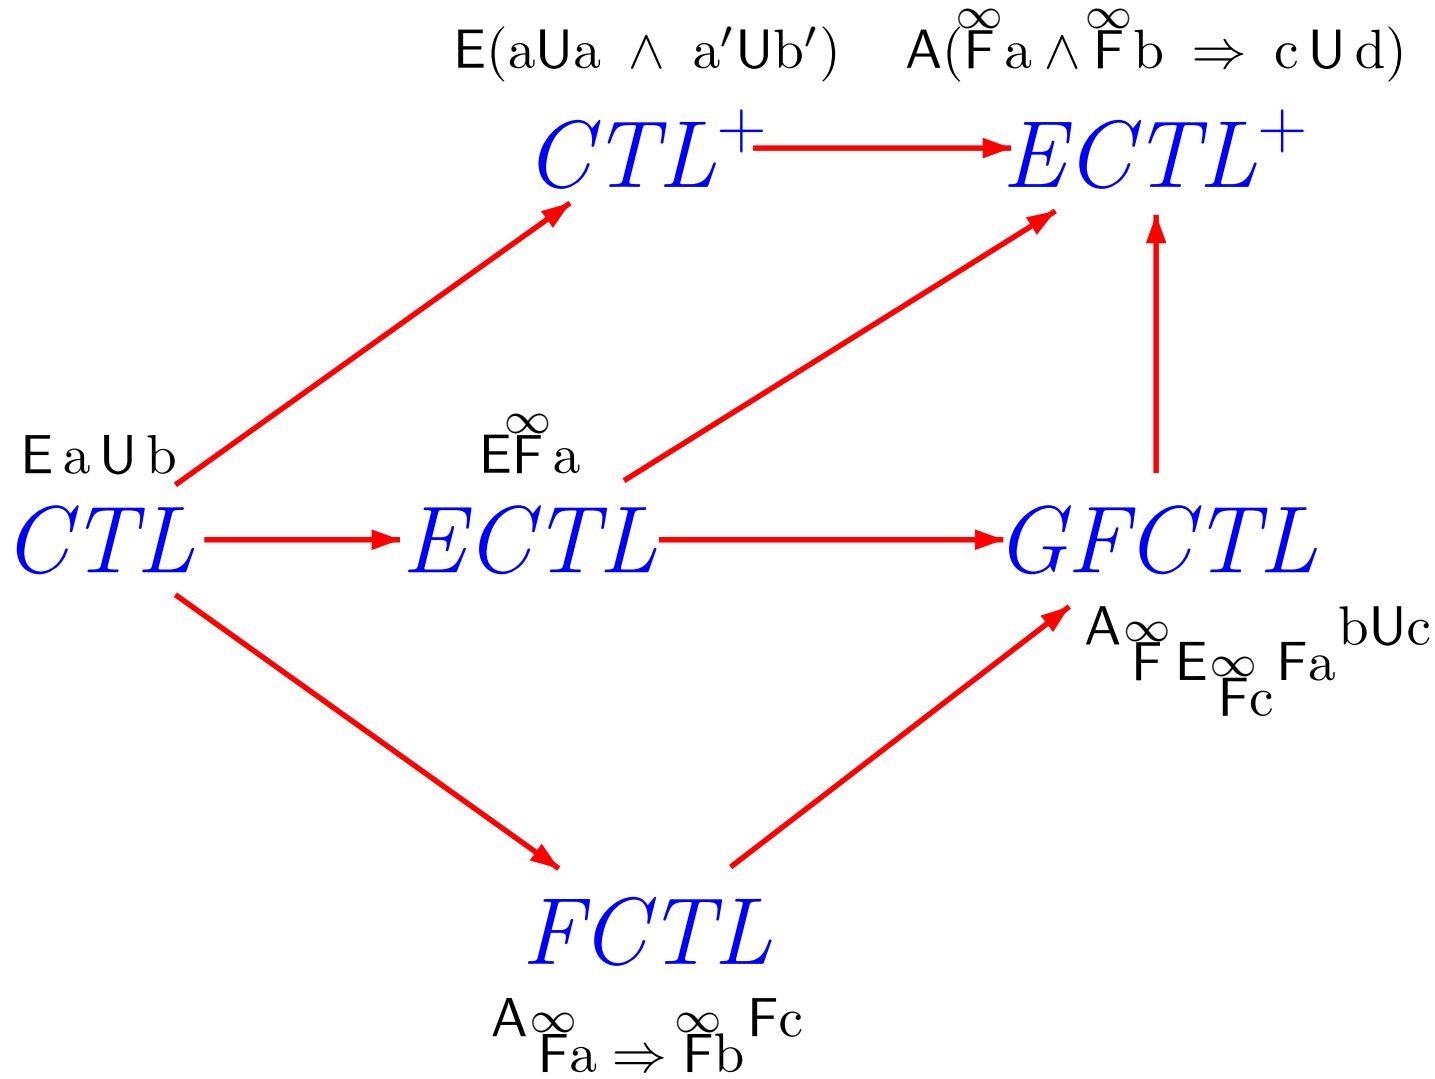 E(aUa ∧ a′Ub′) A(F̃∞ a ∧ F̃∞ b ⇒ c U d)
CTL⁺ ECTL⁺
E a U b EF̃∞ a
CTL ECTL GFCTL
A F̃∞ E F̃∞c Fa bUc
FCTL
A F̃∞a ⇒ F̃∞b Fc